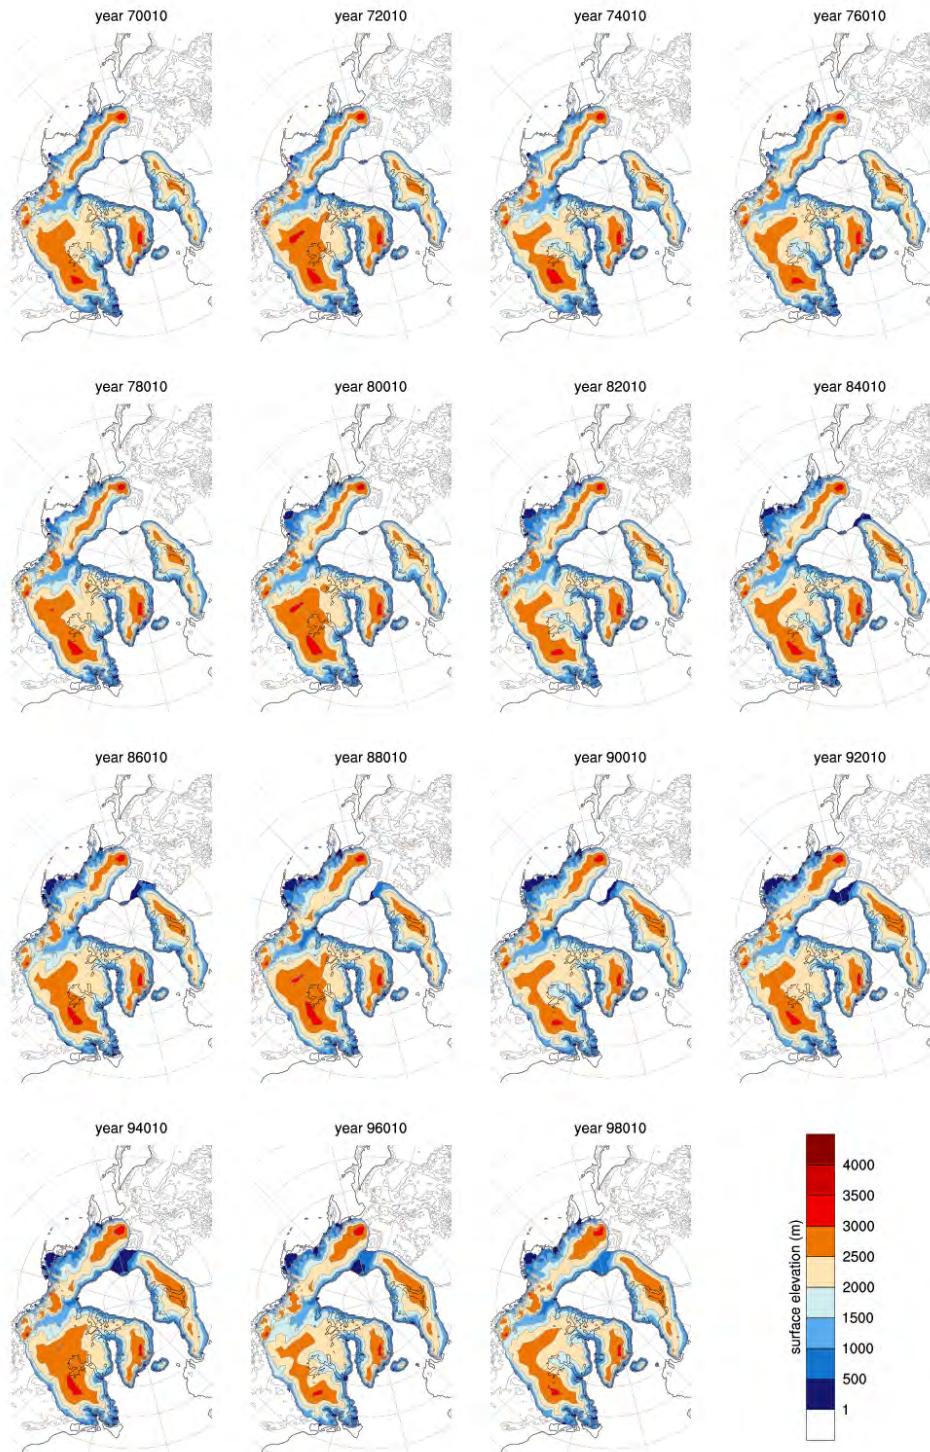 year 70010
year 72010
year 74010
year 76010
year 78010
year 80010
year 82010
year 84010
year 86010
year 88010
year 90010
year 92010
year 94010
year 96010
year 98010
surface elevation (m)
4000
3500
3000
2500
2000
1500
1000
500
1